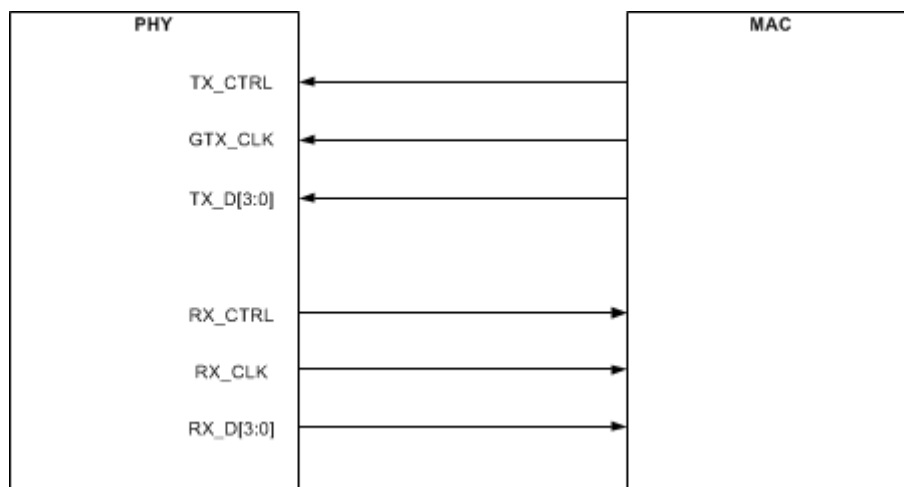 PHY
MAC
TX_CTRL
GTX_CLK
TX_D[3:0]
RX_CTRL
RX_CLK
RX_D[3:0]